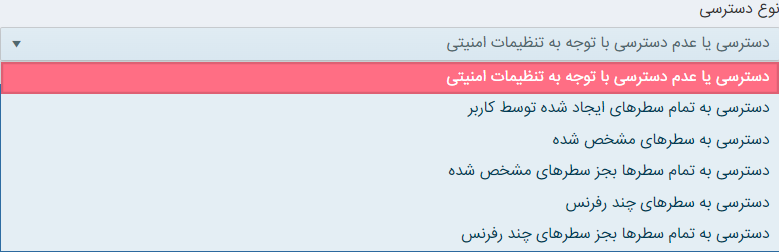 نوع دسترسی
دسترسی یا عدم دسترسی با توجه به تنظیمات امنیتی
دسترسی یا عدم دسترسی با توجه به تنظیمات امنیتی
دسترسی به تمام سطرهای ایجاد شده توسط کاربر
دسترسی به سطرهای مشخص شده
دسترسی به تمام سطرها بجز سطرهای مشخص شده
دسترسی به سطرهای چند رفرنس
دسترسی به تمام سطرها بجز سطرهای چند رفرنس